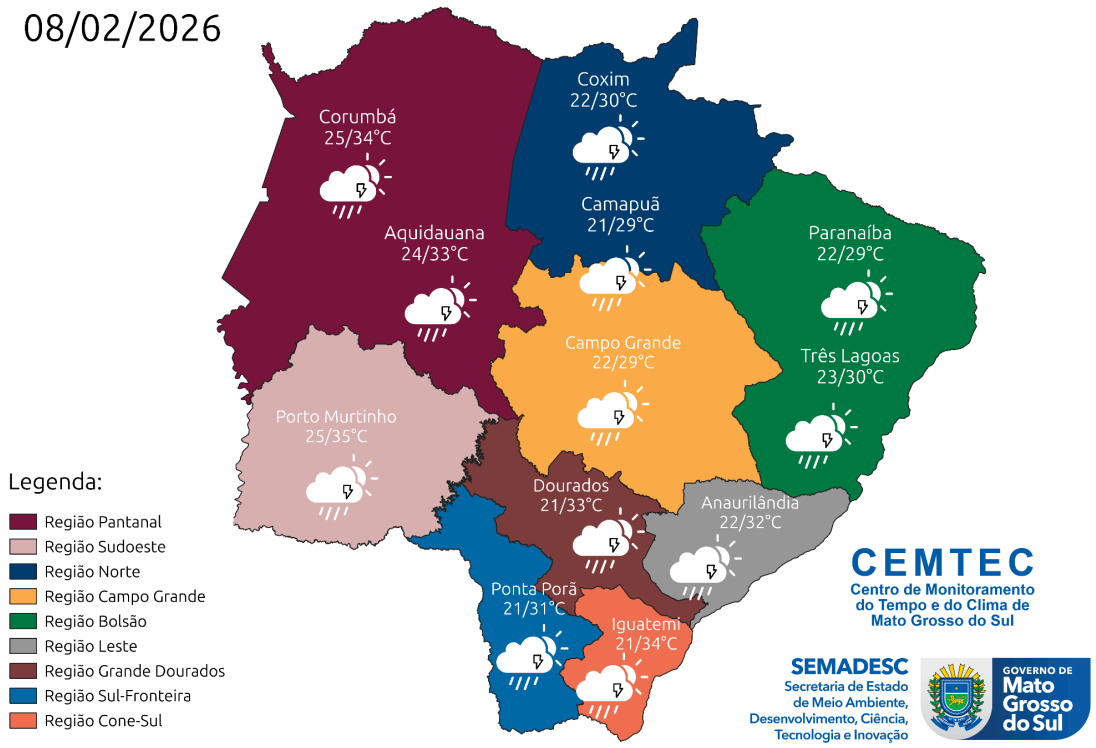 08/02/2026
Coxim
22/30°C
Corumbá
25/34°C
Camapuã
21/29°C
Aquidauana
24/33°C
Paranaíba
22/29°C
Campo Grande
22/29°C
Três Lagoas
23/30°C
Porto Murtinho
25/35°C
Dourados
21/33°C
Anaurilândia
22/32°C
Ponta Porã
21/31°C
Iguatemi
21/34°C
Legenda:
Região Pantanal
Região Sudoeste
Região Norte
Região Campo Grande
Região Bolsão
Região Leste
Região Grande Dourados
Região Sul-Fronteira
Região Cone-Sul
CEMTEC
Centro de Monitoramento
do Tempo e do Clima de
Mato Grosso do Sul
SEMADESC
Secretaria de Estado
de Meio Ambiente,
Desenvolvimento, Ciência,
Tecnologia e Inovação
GOVERNO DE
Mato
Grosso
do Sul